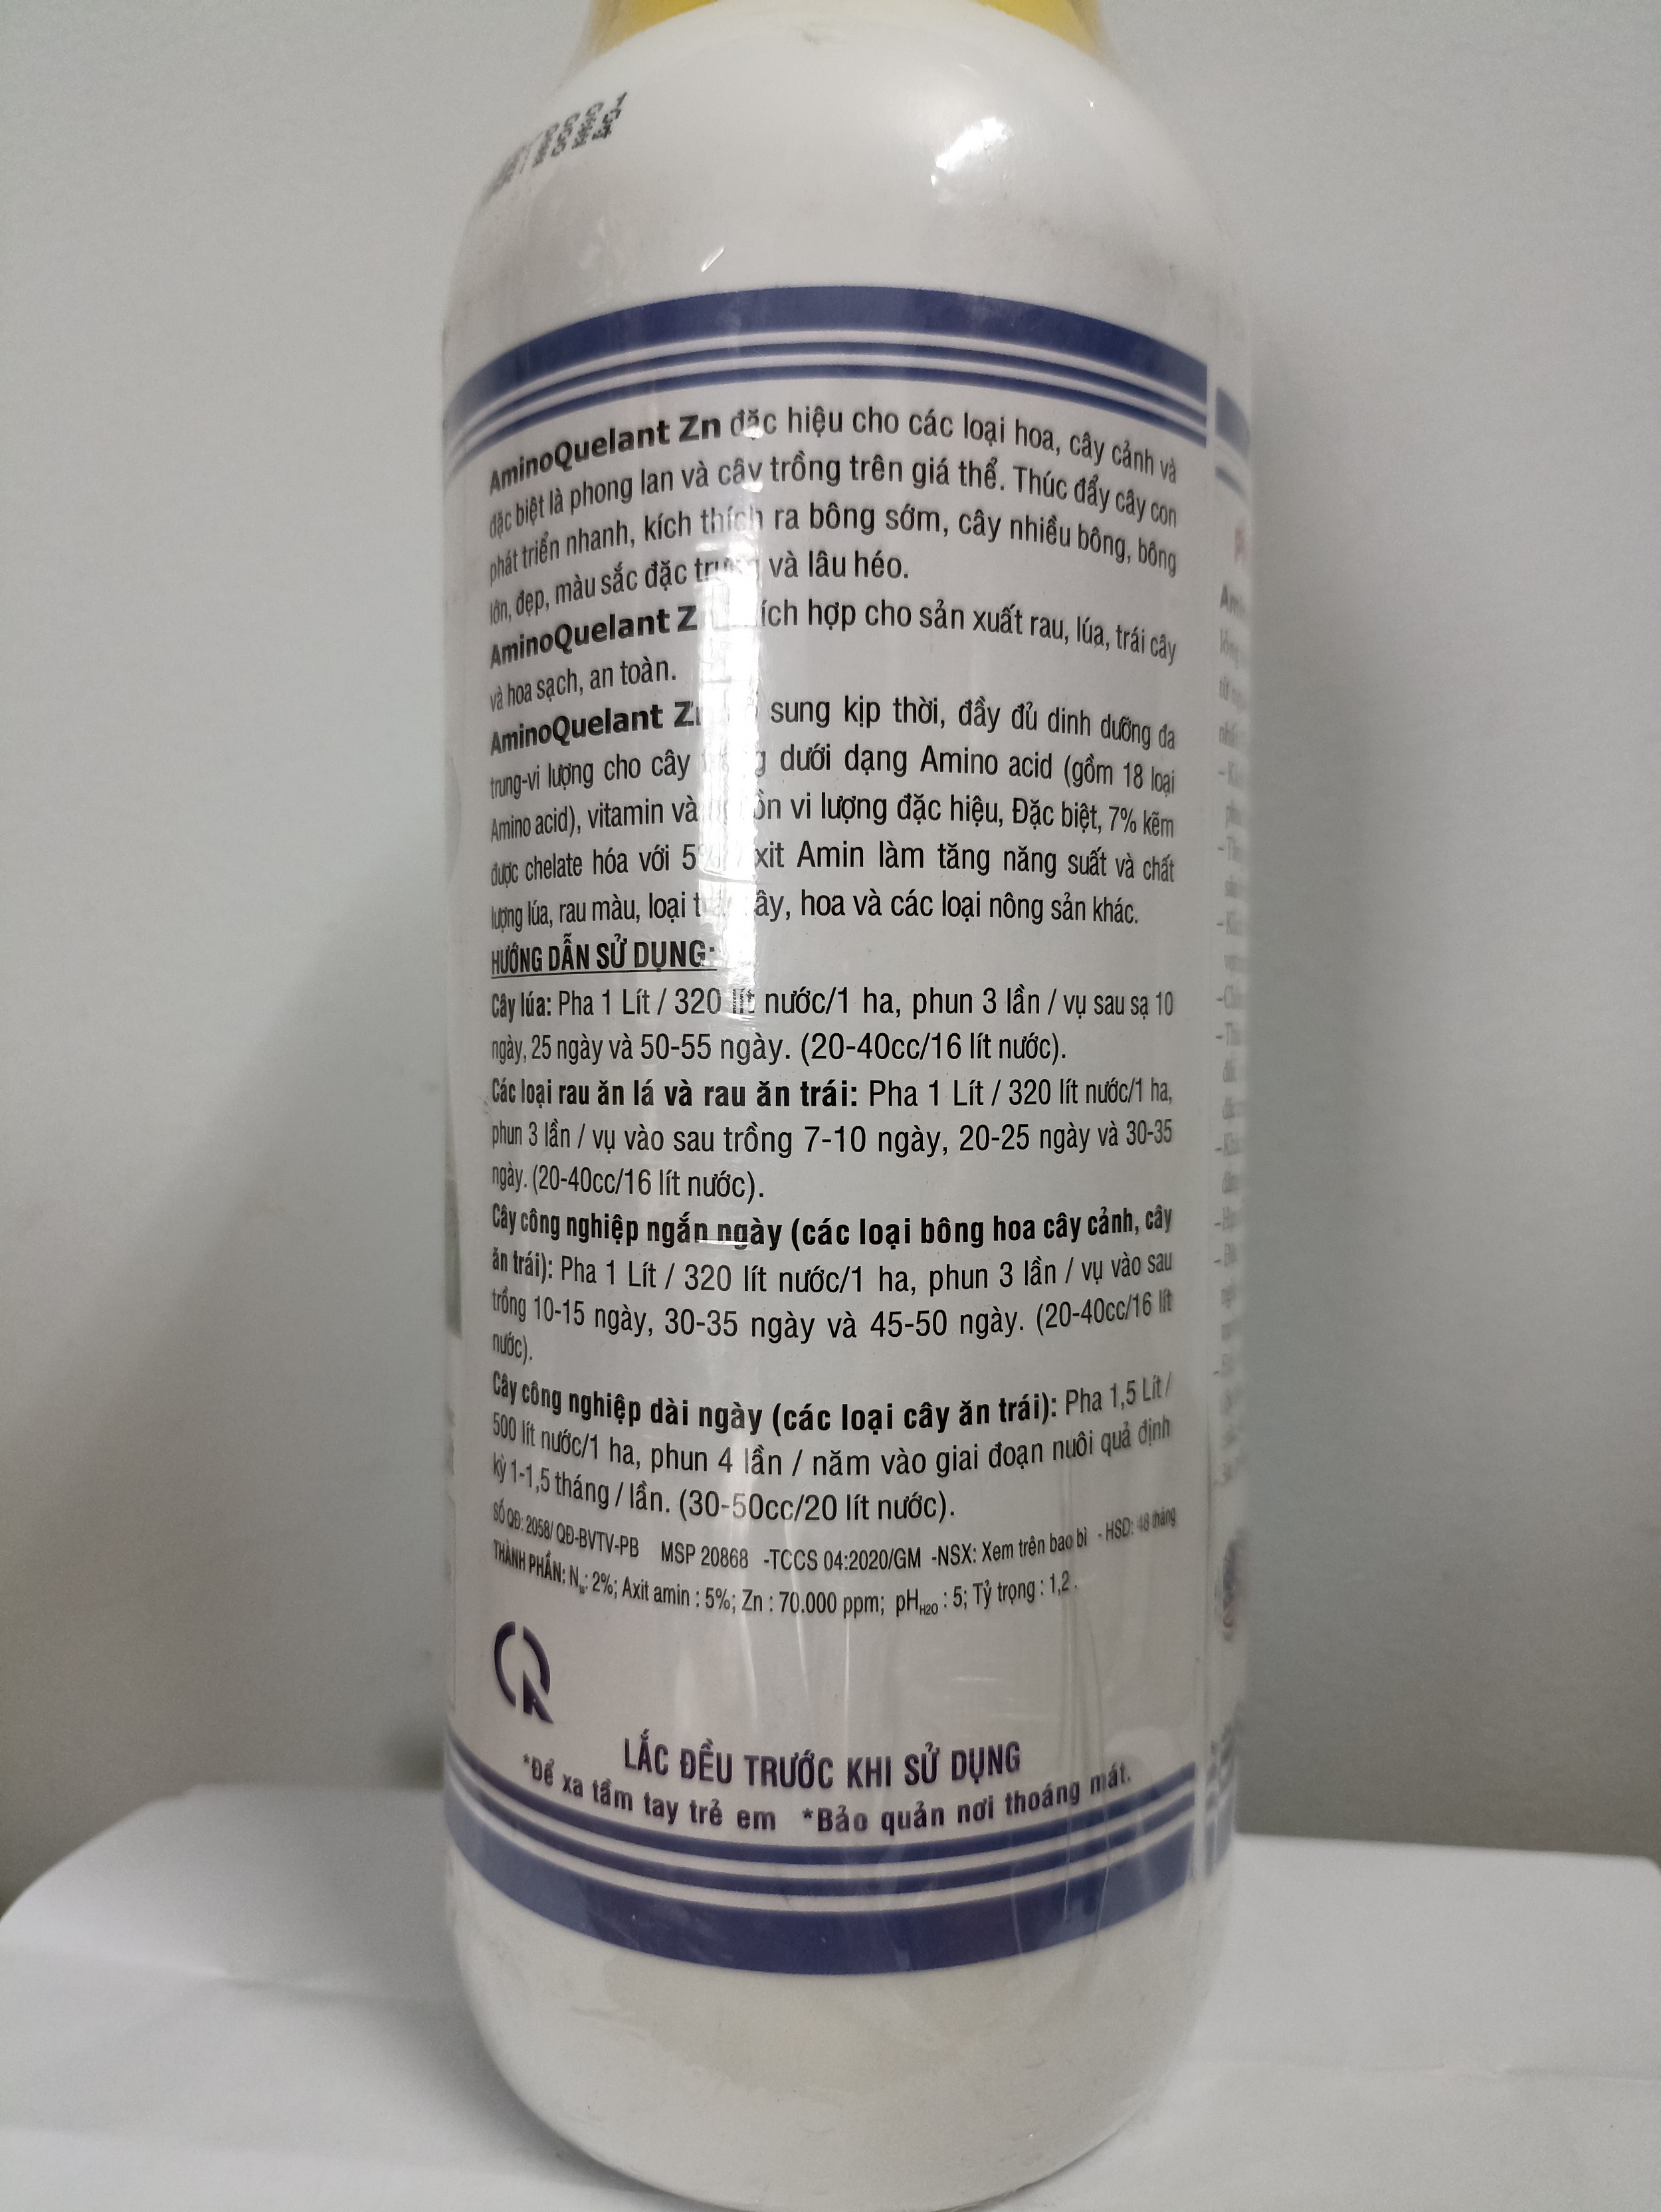 AminoQuelant Zn đặc hiệu cho các loại hoa, cây cảnh và
đặc biệt là phong lan và cây trồng trên giá thể. Thúc đẩy cây con
phát triển nhanh, kích thích ra bông sớm, cây nhiều bông, bông
lớn, đẹp, màu sắc đặc trưng và lâu héo.
AminoQuelant hợp cho sản xuất rau, lúa, trái cây
và hoa sạch, an toàn.
AminoQuelant sung kịp thời, đầy đủ dinh dưỡng đa
trung-vi lượng cho cây dưới dạng Amino acid (gồm 18 loại
Amino acid), vitamin và vi lượng đặc hiệu, Đặc biệt, 7% kẽm
được chelate hóa với Amin làm tăng năng suất và chất
lượng lúa, rau màu, loại hoa và các loại nông sản khác.
HƯỚNG DẪN SỬ DỤNG:
Cây lúa: Pha 1 Lít / 320 lít nước/1 ha, phun 3 lần / vụ sau sạ 10
ngày, 25 ngày và 50-55 ngày. (20-40cc/16 lít nước).
Các loại rau ăn lá và rau ăn trái: Pha 1 Lít / 320 lít nước/1 ha,
phun 3 lần / vụ vào sau trồng 7-10 ngày, 20-25 ngày và 30-35
ngày. (20-40cc/16 lít nước).
Cây công nghiệp ngắn ngày (các loại bông hoa cây cảnh, cây
ăn trái): Pha 1 Lít / 320 lít nước/1 ha, phun 3 lần / vụ vào sau
trồng 10-15 ngày, 30-35 ngày và 45-50 ngày. (20-40cc/16 lít
nước).
Cây công nghiệp dài ngày (các loại cây ăn trái): Pha 1,5 Lít /
500 lít nước/1 ha, phun 4 lần / năm vào giai đoạn nuôi quả định
kỳ 1-1,5 tháng / lần. (30-50cc/20 lít nước).
SỐ QĐ: 2058/ QĐ-BVTV-PB MSP 20868 -TCCS 04:2020/GM -NSX: Xem trên bao bì - HSD: 48 tháng
THÀNH PHẦN: Nts: 2%; Axit amin : 5%; Zn : 70.000 ppm; pHH2O : 5; Tỷ trọng : 1,2 .
LẮC ĐỀU TRƯỚC KHI SỬ DỤNG
*Để xa tầm tay trẻ em *Bảo quản nơi thoáng mát.